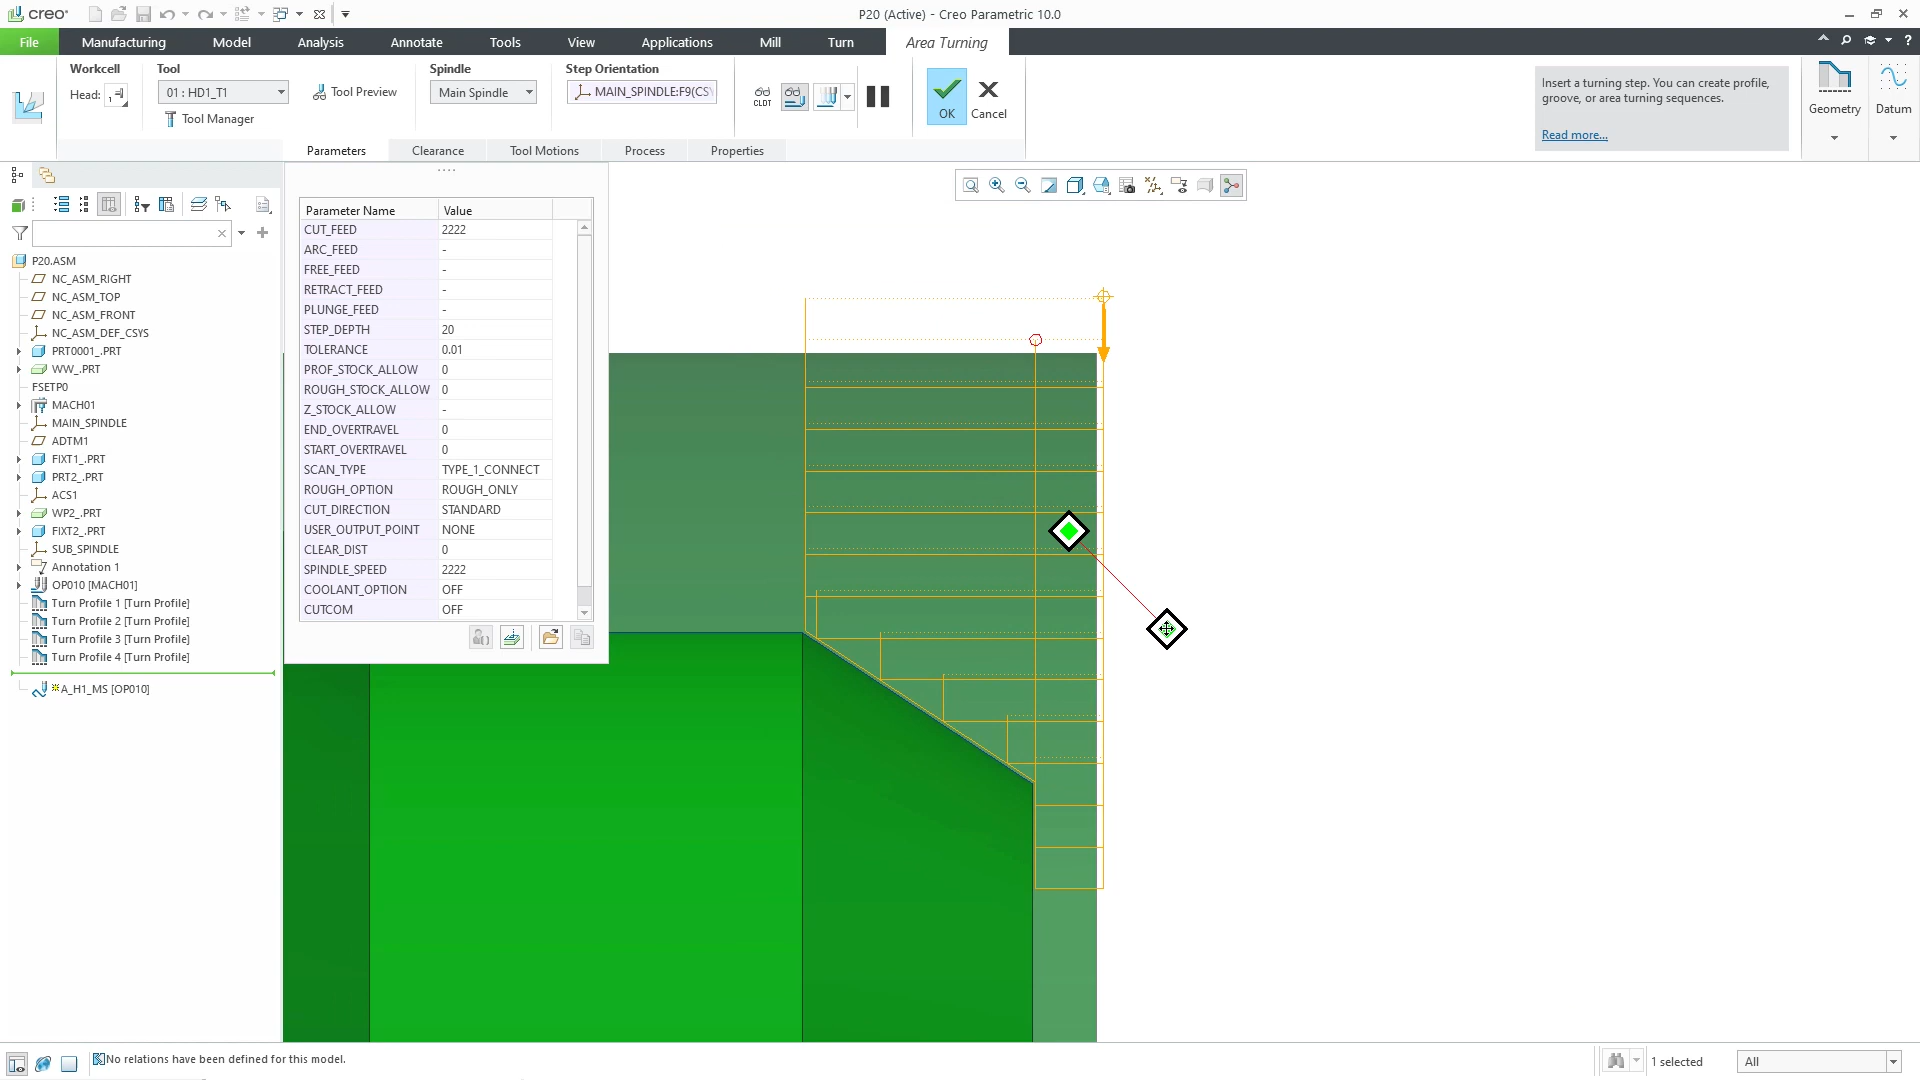 creo
P20 (Active) - Creo Parametric 10.0
File
Manufacturing
Model
Analysis
Annotate
Tools
View
Applications
Mill
Turn
Area Turning
Workcell
Head:
1
Tool
01 : HD1_T1
Tool Preview
Tool Manager
Spindle
Main Spindle
Step Orientation
MAIN_SPINDLE:F9(CSY
CLDT
OK
Cancel
Insert a turning step. You can create profile,
groove, or area turning sequences.
Read more...
Geometry
Datum
Parameters
Clearance
Tool Motions
Process
Properties
P20.ASM
NC_ASM_RIGHT
NC_ASM_TOP
NC_ASM_FRONT
NC_ASM_DEF_CSYS
PRT0001_.PRT
WW_.PRT
FSETP0
MACH01
MAIN_SPINDLE
ADTM1
FIXT1_.PRT
PRT2_.PRT
ACS1
WP2_.PRT
FIXT2_.PRT
SUB_SPINDLE
Annotation 1
OP010 [MACH01]
Turn Profile 1 [Turn Profile]
Turn Profile 2 [Turn Profile]
Turn Profile 3 [Turn Profile]
Turn Profile 4 [Turn Profile]
A_H1_MS [OP010]
Parameter Name Value
CUT_FEED 2222
ARC_FEED -
FREE_FEED -
RETRACT_FEED -
PLUNGE_FEED -
STEP_DEPTH 20
TOLERANCE 0.01
PROF_STOCK_ALLOW 0
ROUGH_STOCK_ALLOW 0
Z_STOCK_ALLOW -
END_OVERTRAVEL 0
START_OVERTRAVEL 0
SCAN_TYPE TYPE_1_CONNECT
ROUGH_OPTION ROUGH_ONLY
CUT_DIRECTION STANDARD
USER_OUTPUT_POINT NONE
CLEAR_DIST 0
SPINDLE_SPEED 2222
COOLANT_OPTION OFF
CUTCOM OFF
No relations have been defined for this model.
1 selected
All